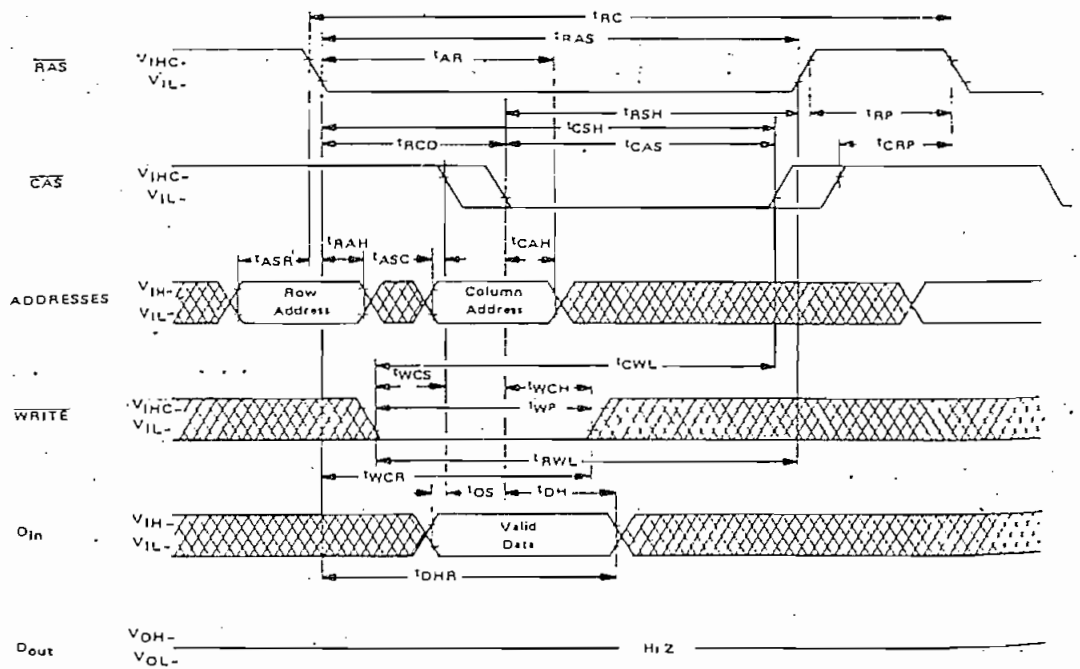 tRC
tRAS
tAR
RAS
VIHC-
VIL-
tRSH
tRP
tCSH
tRCD
tCAS
tCRP
CAS
VIHC-
VIL-
tRAH
tCAH
tASR
tASC
ADDRESSES
VIH-
VIL-
Row
Address
Column
Address
tCWL
tWCS
tWCH
tWP
WRITE
VIHC-
VIL-
tRWL
tWCR
tDS
tDH
Din
VIH-
VIL-
Valid
Data
tDHR
Dout
VOH-
VOL-
HI Z